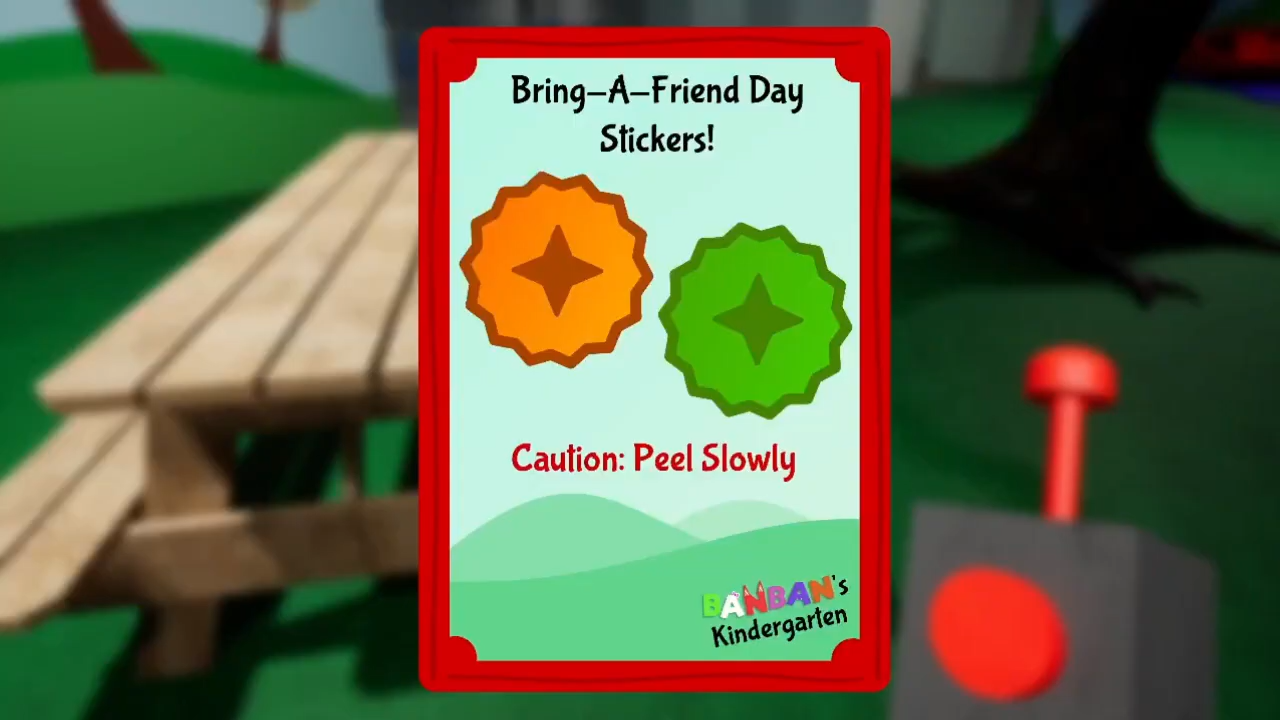 Bring-A-Friend Day
Stickers!
Caution: Peel Slowly
BANBAN's
Kindergarten